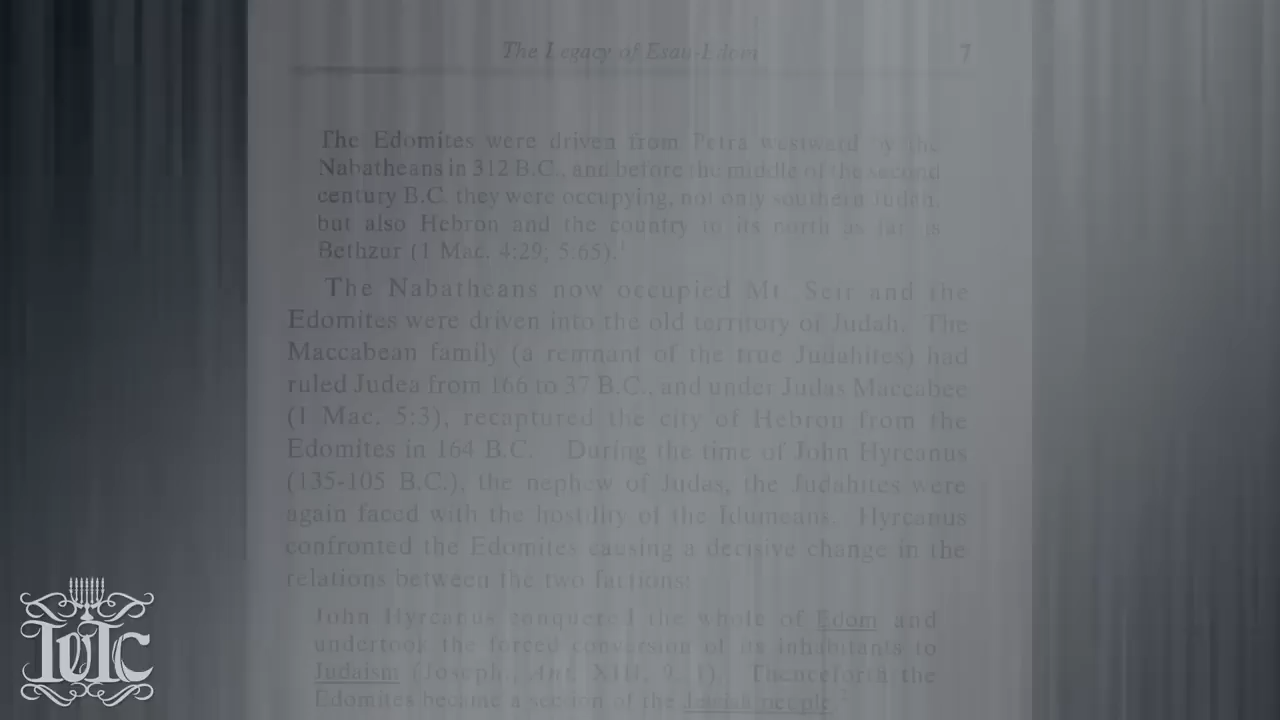 The Legacy of Esau-Edom 7
The Edomites were driven from Petra westward by the
Nabatheans in 312 B.C., and before the middle of the second
century B.C. they were occupying, not only southern Judah,
but also Hebron and the country to its north as far as
Bethzur (1 Mac. 4:29; 5:65).¹
The Nabatheans now occupied Mt. Seir and the
Edomites were driven into the old territory of Judah. The
Maccabean family (a remnant of the true Judahites) had
ruled Judea from 166 to 37 B.C., and under Judas Maccabee
(1 Mac. 5:3), recaptured the city of Hebron from the
Edomites in 164 B.C. During the time of John Hyrcanus
(135-105 B.C.), the nephew of Judas, the Judahites were
again faced with the hostility of the Idumeans. Hyrcanus
confronted the Edomites causing a decisive change in the
relations between the two factions:
John Hyrcanus conquered the whole of Edom and
undertook the forced conversion of its inhabitants to
Judaism (Joseph., Ant. XIII, 9, 1). Thenceforth the
Edomites became a section of the Jewish people.²
IUIC